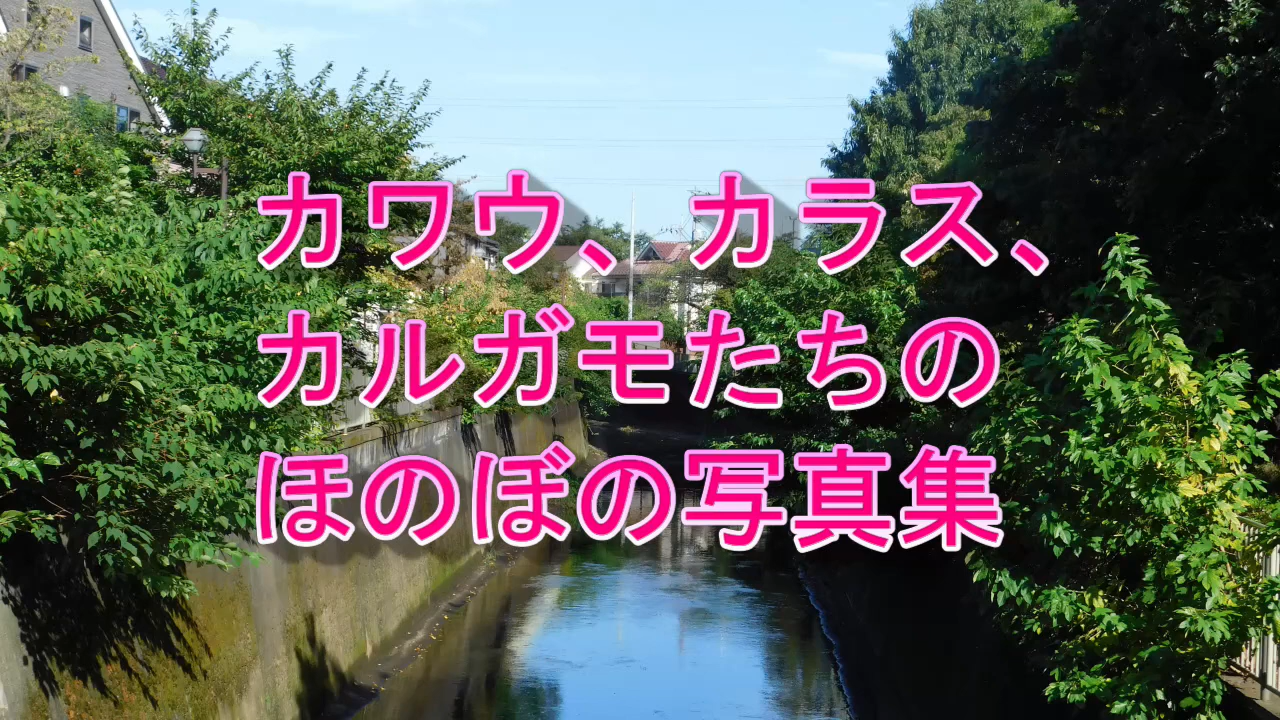 カワウ、カラス、
カルガモたちの
ほのぼの写真集